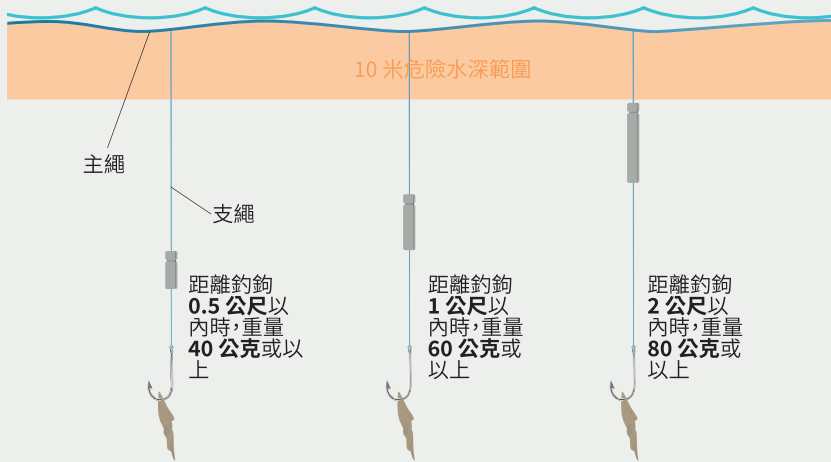 10 米危險水深範圍
主繩
支繩
距離釣鉤
0.5 公尺以
內時，重量
40 公克或以
上
距離釣鉤
1 公尺以
內時，重量
60 公克或
以上
距離釣鉤
2 公尺以
內時，重量
80 公克或
以上